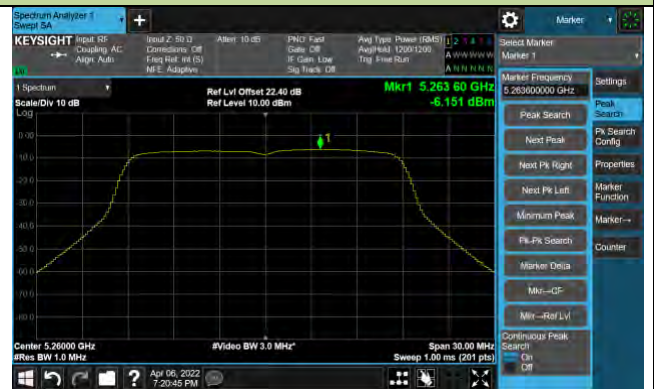 Spectrum Analyzer 1
Swept SA
+
Marker
KEYSIGHT
Input: RF
Coupling: AC
Align: Auto
Input Z: 50 Ω
Corrections: Off
Freq Ref: Int (S)
NFE: Adaptive
Atten: 10 dB
PNO: Fast
Gate: Off
IF Gain: Low
Sig Track: Off
Avg Type: Power (RMS)
Avg|Hold: 1200/1200
Trig: Free Run
1 2 3 4 5 6
A W W W W W
A N N N N N
Select Marker
Marker 1
1 Spectrum
Scale/Div 10 dB
Log
Ref Lvl Offset 22.40 dB
Ref Level 10.00 dBm
Mkr1 5.263 60 GHz
-6.151 dBm
0.00
-10.0
-20.0
-30.0
-40.0
-50.0
-60.0
-70.0
-80.0
1
Center 5.26000 GHz
#Res BW 1.0 MHz
#Video BW 3.0 MHz*
Span 30.00 MHz
Sweep 1.00 ms (201 pts)
Marker Frequency
5.263600000 GHz
Peak Search
Next Peak
Next Pk Right
Next Pk Left
Minimum Peak
Pk-Pk Search
Marker Delta
Mkr→CF
Mkr→Ref Lvl
Continuous Peak
Search
On
Off
Settings
Peak
Search
Pk Search
Config
Properties
Marker
Function
Marker→
Counter
?
Apr 06, 2022
7:20:45 PM